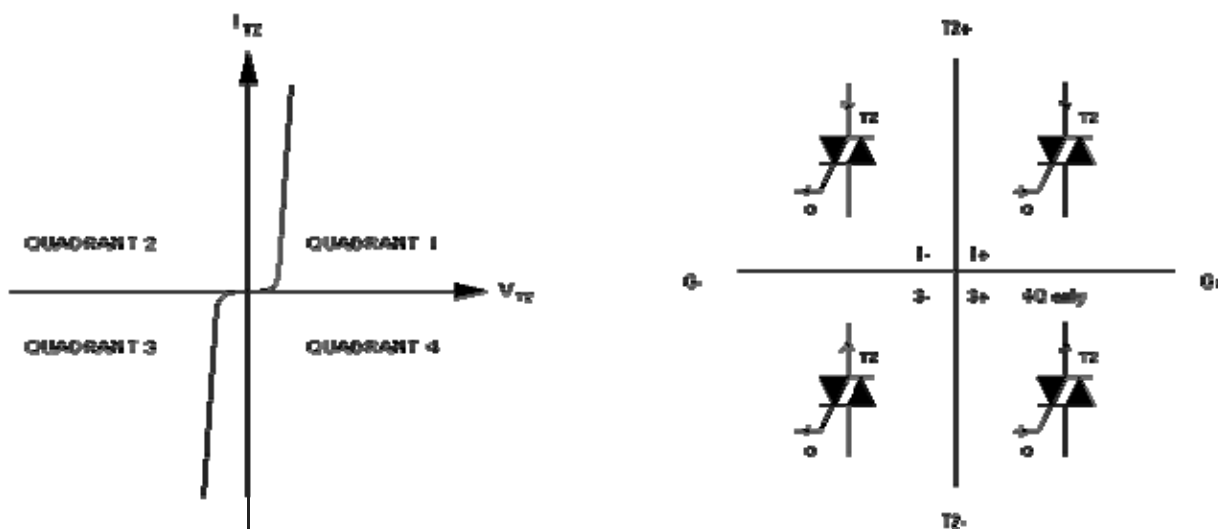 I_T2
QUADRANT 2
QUADRANT 1
V_T2
QUADRANT 3
QUADRANT 4
T2+
T2
T2
G
G
1-
1+
G-
3-
3+
4Q only
T2
T2
G
G
T2-